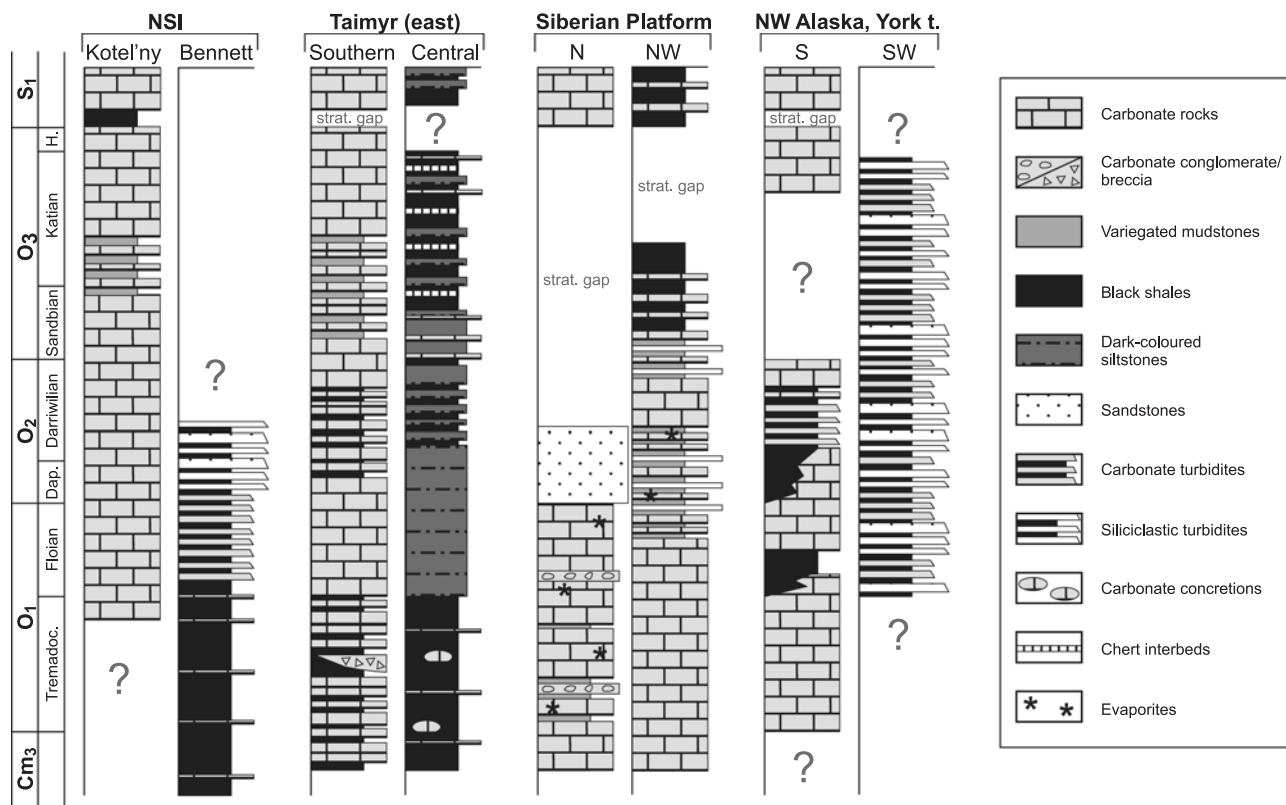 NSI
Taimyr (east)
Siberian Platform
NW Alaska, York t.
Kotel'ny
Bennett
Southern
Central
N
NW
S
SW
S1
H.
Katian
O3
Sandbian
Darriwilian
O2
Dap.
Floian
O1
Tremadoc.
Cm3
?
?
strat. gap
?
strat. gap
strat. gap
strat. gap
?
?
?
?
Carbonate rocks
Carbonate conglomerate/
breccia
Variegated mudstones
Black shales
Dark-coloured
siltstones
Sandstones
Carbonate turbidites
Siliciclastic turbidites
Carbonate concretions
Chert interbeds
Evaporites